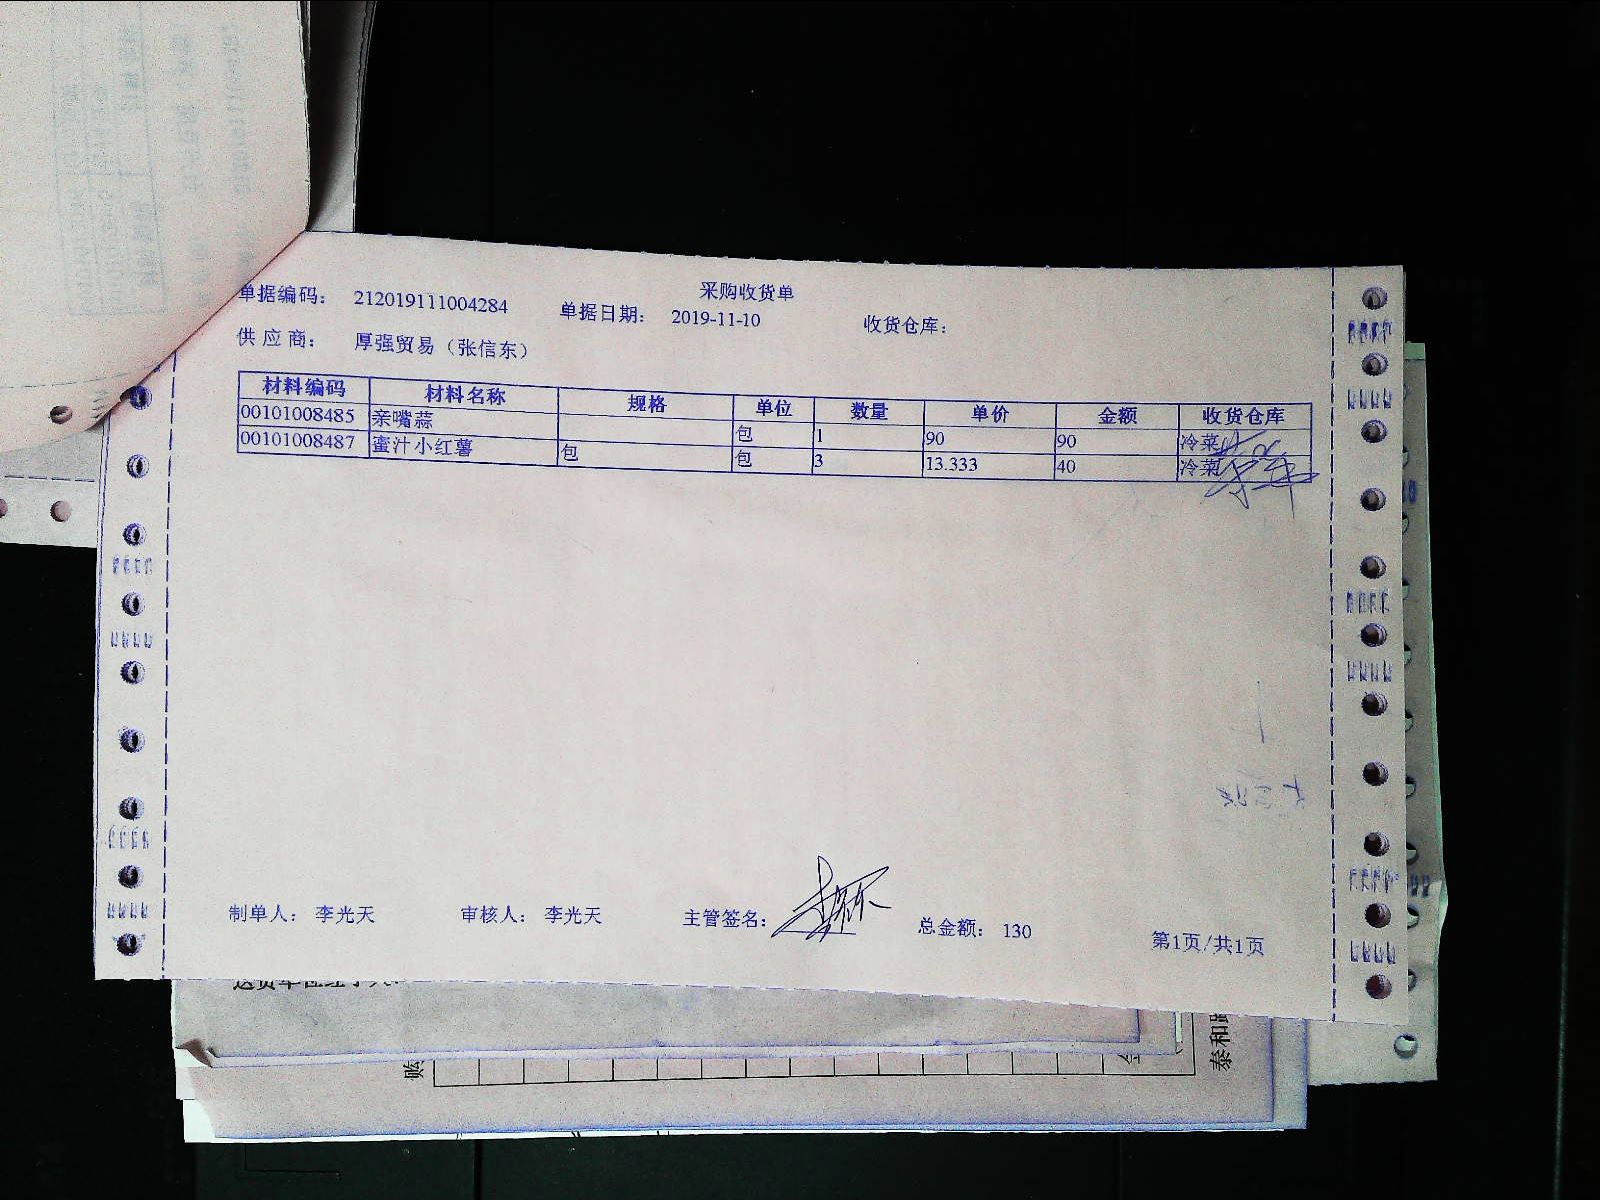 采购收货单
单据编码： 212019111004284 单据日期： 2019-11-10 收货仓库：
供应商： 厚强贸易（张信东）
材料编码 材料名称 规格 单位 数量 单价 金额 收货仓库
00101008485 亲嘴蒜 包 1 90 90 冷菜
00101008487 蜜汁小红薯 包 包 3 13.333 40 冷菜
制单人： 李光天 审核人： 李光天 主管签名： 总金额： 130 第1页/共1页
泰和